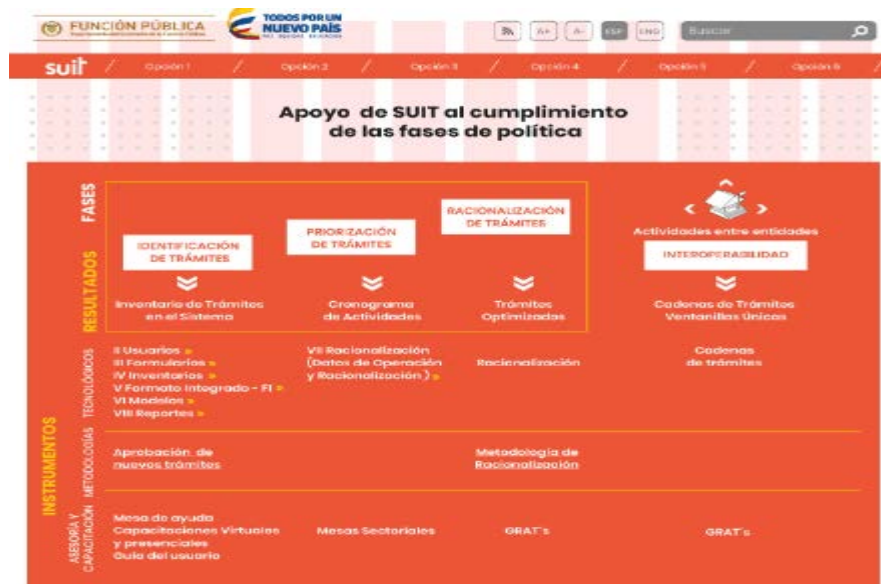 FUNCIÓN PÚBLICA
TODOS POR UN
NUEVO PAÍS
PAZ EQUIDAD EDUCACIÓN
A+ A- ESP ENG Buscar
suit / Opción 1 / Opción 2 / Opción 3 / Opción 4 / Opción 5 / Opción 6 /
Apoyo de SUIT al cumplimiento
de las fases de política
FASES
IDENTIFICACIÓN
DE TRÁMITES
PRIORIZACIÓN
DE TRÁMITES
RACIONALIZACIÓN
DE TRÁMITES
Actividades entre entidades
INTEROPERABILIDAD
RESULTADOS
Inventario de Trámites
en el Sistema
Cronograma
de Actividades
Trámites
Optimizados
Cadenas de Trámites
Ventanillas Únicas
INSTRUMENTOS
TECNOLÓGICOS
II Usuarios »
III Formularios »
IV Inventarios »
V Formato Integrado - FI »
VI Modelos »
VIII Reportes »
VII Racionalización
(Datos de Operación
y Racionalización) »
Racionalización
Cadenas
de trámites
METODOLOGÍAS
Aprobación de
nuevos trámites
Metodología de
Racionalización
ASESORÍA Y
CAPACITACIÓN
Mesa de ayuda
Capacitaciones Virtuales
y presenciales
Guía del usuario
Mesas Sectoriales
GRAT's
GRAT's